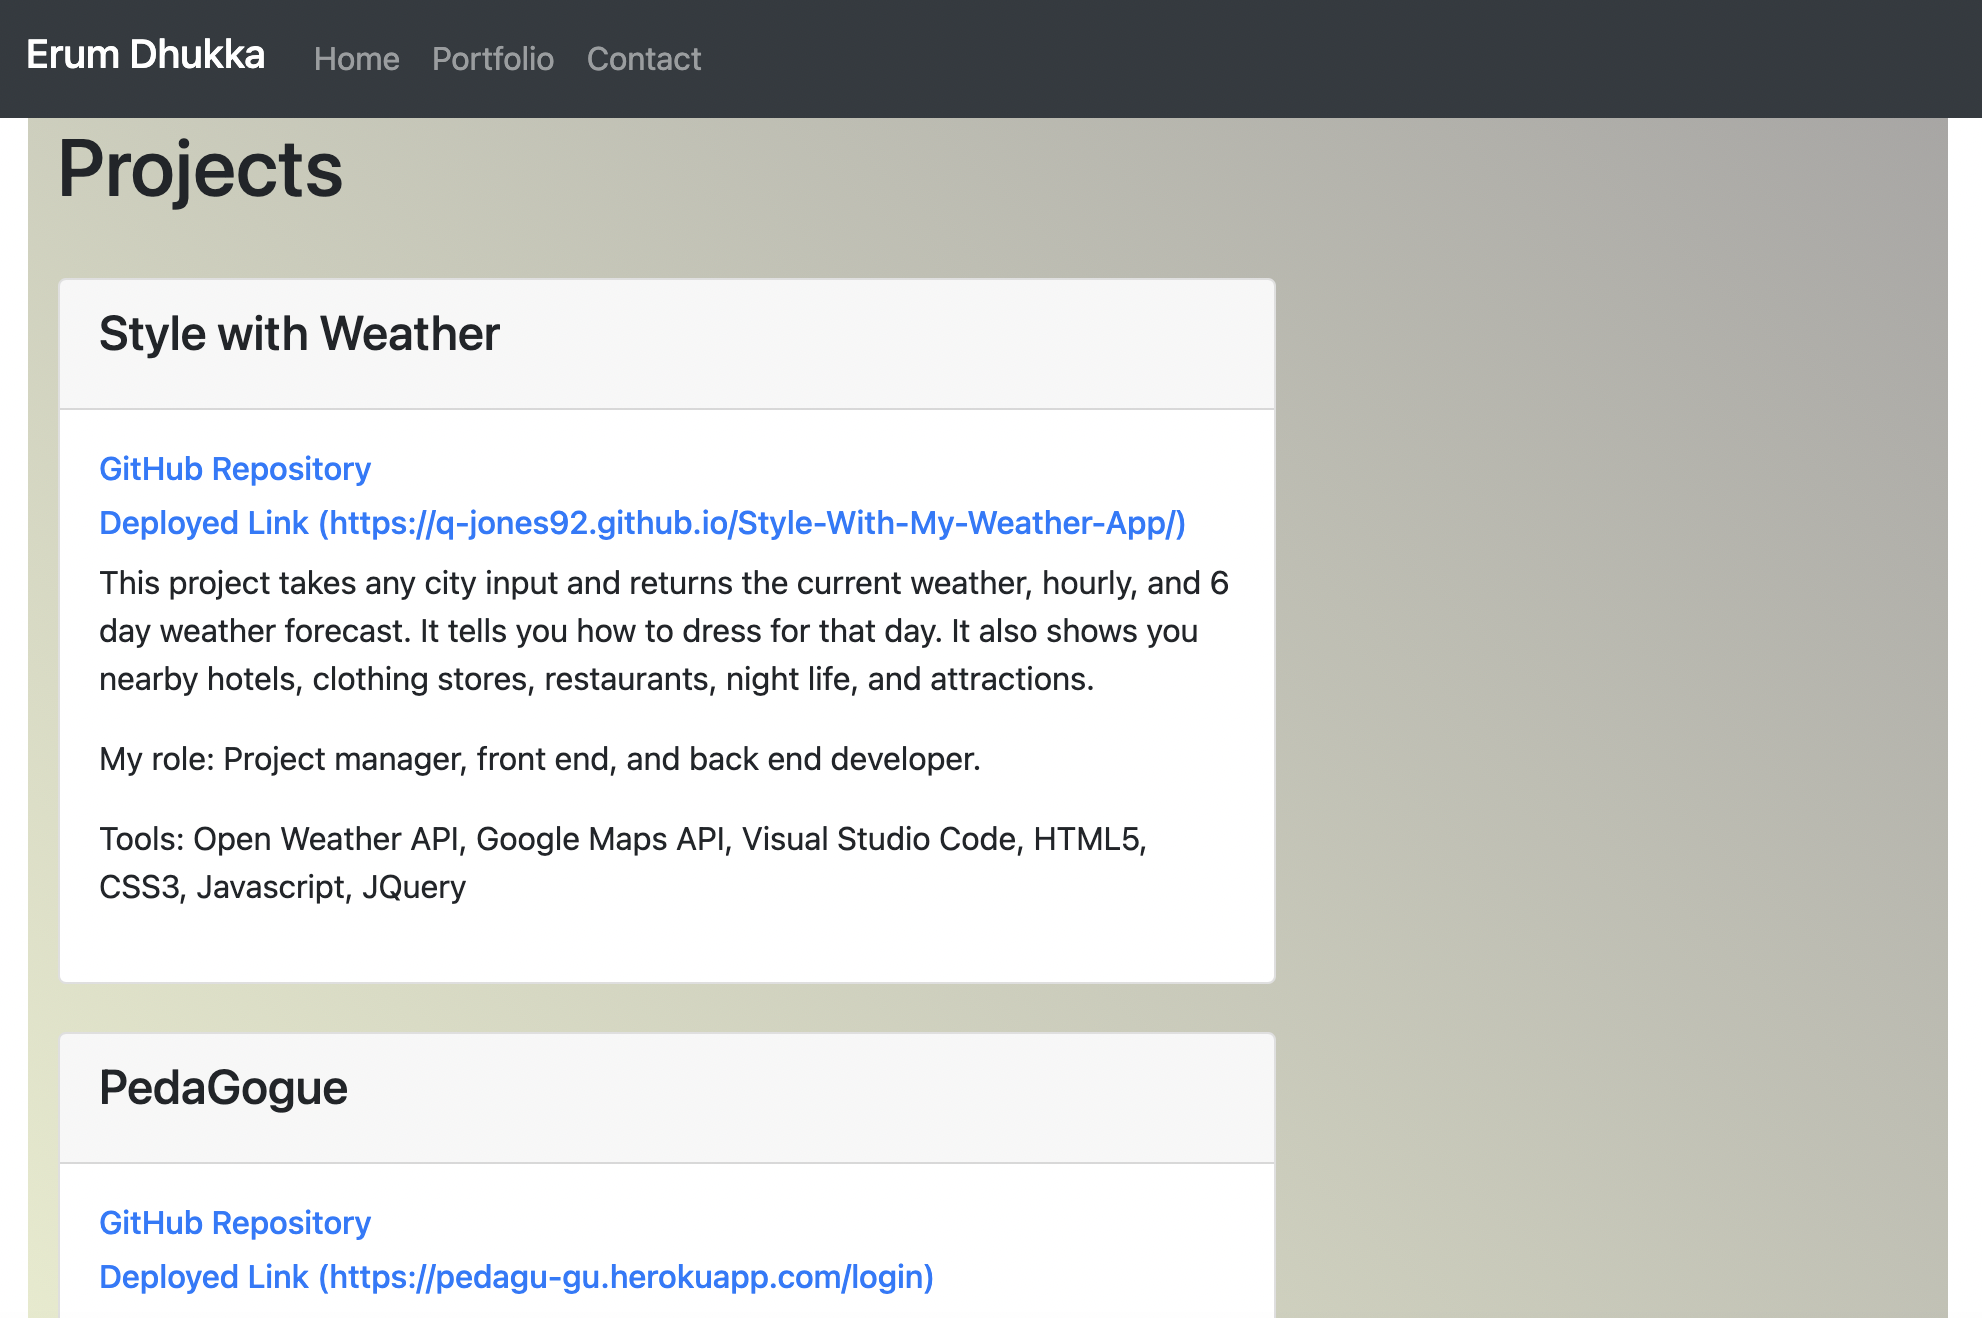 Erum Dhukka Home Portfolio Contact
Projects
Style with Weather
GitHub Repository
Deployed Link (https://q-jones92.github.io/Style-With-My-Weather-App/)
This project takes any city input and returns the current weather, hourly, and 6
day weather forecast. It tells you how to dress for that day. It also shows you
nearby hotels, clothing stores, restaurants, night life, and attractions.
My role: Project manager, front end, and back end developer.
Tools: Open Weather API, Google Maps API, Visual Studio Code, HTML5,
CSS3, Javascript, JQuery
PedaGogue
GitHub Repository
Deployed Link (https://pedagu-gu.herokuapp.com/login)